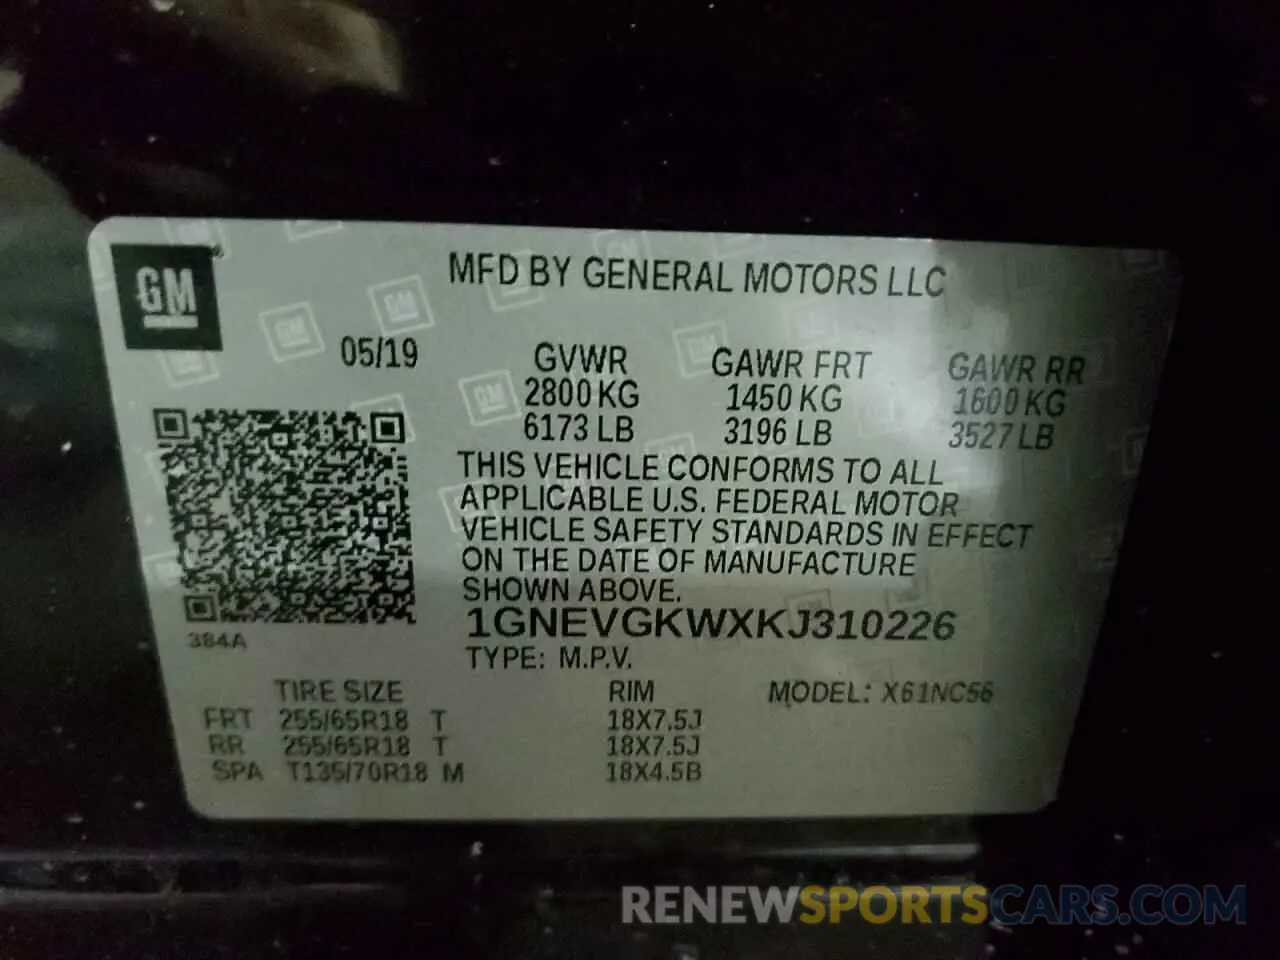 GM
MFD BY GENERAL MOTORS LLC
05/19 GVWR GAWR FRT GAWR RR
2800 KG 1450 KG 1600 KG
6173 LB 3196 LB 3527 LB
THIS VEHICLE CONFORMS TO ALL
APPLICABLE U.S. FEDERAL MOTOR
VEHICLE SAFETY STANDARDS IN EFFECT
ON THE DATE OF MANUFACTURE
SHOWN ABOVE.
1GNEVGKWXKJ310226
384A
TYPE: M.P.V.
TIRE SIZE RIM MODEL: X61NC56
FRT 255/65R18 T 18X7.5J
RR 255/65R18 T 18X7.5J
SPA T135/70R18 M 18X4.5B
RENEWSPORTSCARS.COM